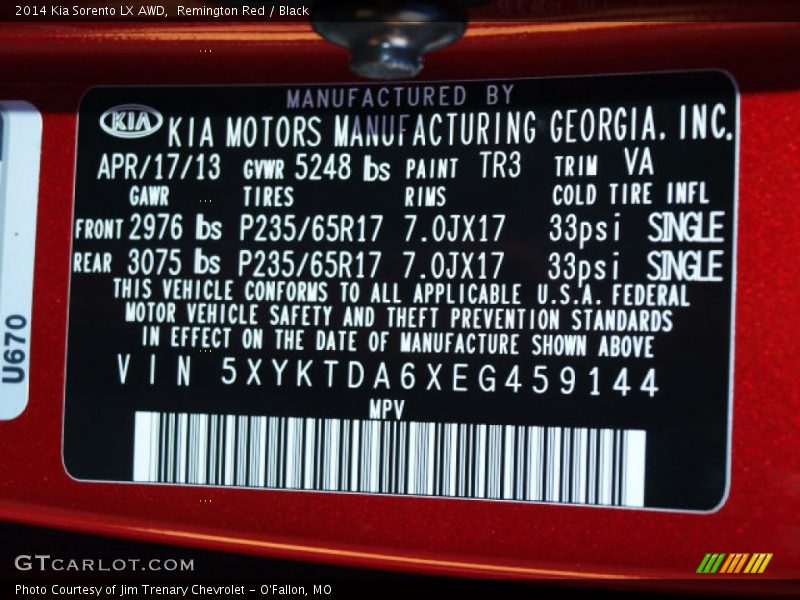 2014 Kia Sorento LX AWD,  Remington Red / Black
MANUFACTURED BY
KIA KIA MOTORS MANUFACTURING GEORGIA, INC.
APR/17/13 GVWR 5248 lbs PAINT TR3 TRIM VA
GAWR TIRES RIMS COLD TIRE INFL
FRONT 2976 lbs P235/65R17 7.0JX17 33psi SINGLE
REAR 3075 lbs P235/65R17 7.0JX17 33psi SINGLE
THIS VEHICLE CONFORMS TO ALL APPLICABLE U.S.A. FEDERAL
MOTOR VEHICLE SAFETY AND THEFT PREVENTION STANDARDS
IN EFFECT ON THE DATE OF MANUFACTURE SHOWN ABOVE
VIN 5XYKTDA6XEG459144
MPV
U670
GTCARLOT.COM
Photo Courtesy of Jim Trenary Chevrolet - O'Fallon, MO